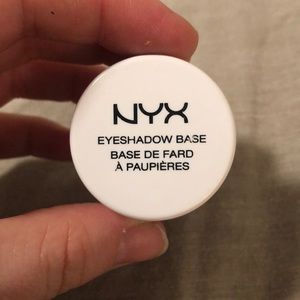 NYX
EYESHADOW BASE
BASE DE FARD
À PAUPIÈRES